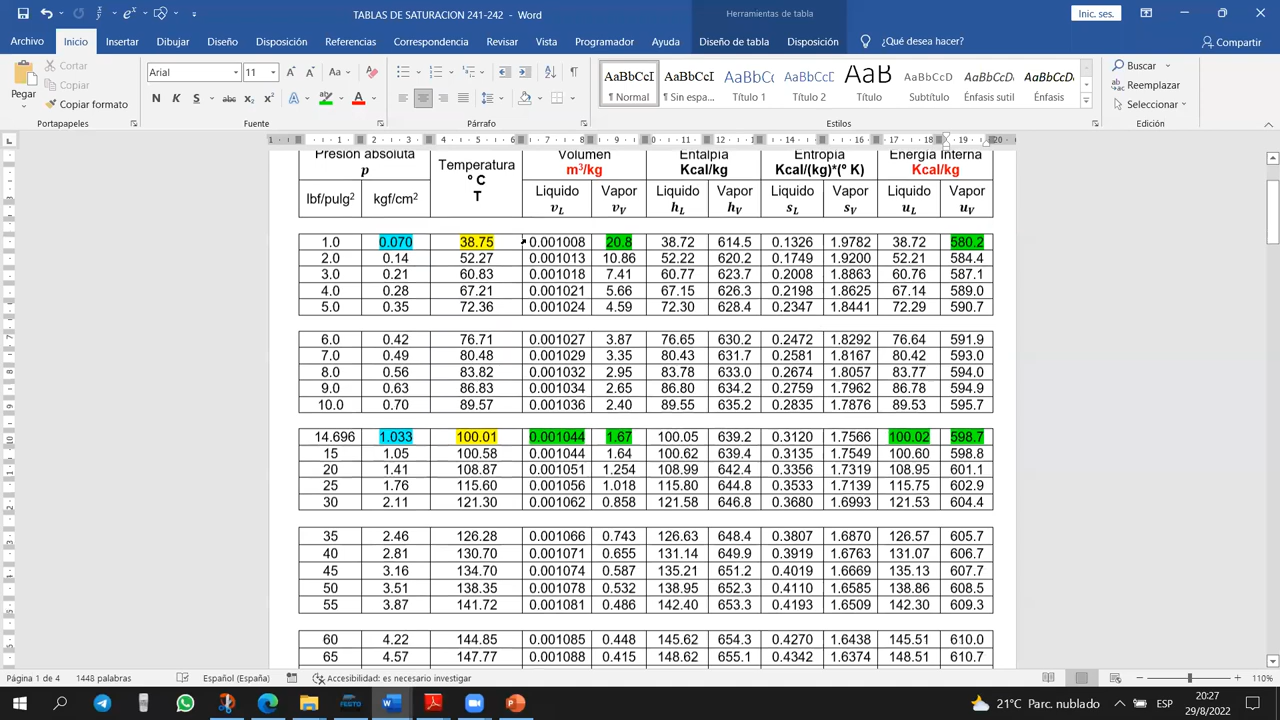 TABLAS DE SATURACION 241-242 - Word
Herramientas de tabla
Inic. ses.
Archivo Inicio Insertar Dibujar Diseño Disposición Referencias Correspondencia Revisar Vista Programador Ayuda Diseño de tabla Disposición ¿Qué desea hacer? Compartir
Pegar
Cortar
Copiar
Copiar formato
Arial 11
N K S abc x₂ x² A
AaBbCcD AaBbCcD AaBbC AaBbCcC AaB AaBbCcD AaBbCcDt AaBbCcDt
¶ Normal ¶ Sin espa... Título 1 Título 2 Título Subtítulo Énfasis sutil Énfasis
Buscar
Reemplazar
Seleccionar
Portapapeles Fuente Párrafo Estilos Edición
Presión absoluta
p
Temperatura
° C
T
Volumen
m³/kg
Entalpía
Kcal/kg
Entropía
Kcal/(kg)*(° K)
Energía Interna
Kcal/kg
lbf/pulg² kgf/cm² Liquido Vapor Liquido Vapor Liquido Vapor Liquido Vapor
vL vV hL hV sL sV uL uV
1.0 0.070 38.75 0.001008 20.8 38.72 614.5 0.1326 1.9782 38.72 580.2
2.0 0.14 52.27 0.001013 10.86 52.22 620.2 0.1749 1.9200 52.21 584.4
3.0 0.21 60.83 0.001018 7.41 60.77 623.7 0.2008 1.8863 60.76 587.1
4.0 0.28 67.21 0.001021 5.66 67.15 626.3 0.2198 1.8625 67.14 589.0
5.0 0.35 72.36 0.001024 4.59 72.30 628.4 0.2347 1.8441 72.29 590.7
6.0 0.42 76.71 0.001027 3.87 76.65 630.2 0.2472 1.8292 76.64 591.9
7.0 0.49 80.48 0.001029 3.35 80.43 631.7 0.2581 1.8167 80.42 593.0
8.0 0.56 83.82 0.001032 2.95 83.78 633.0 0.2674 1.8057 83.77 594.0
9.0 0.63 86.83 0.001034 2.65 86.80 634.2 0.2759 1.7962 86.78 594.9
10.0 0.70 89.57 0.001036 2.40 89.55 635.2 0.2835 1.7876 89.53 595.7
14.696 1.033 100.01 0.001044 1.67 100.05 639.2 0.3120 1.7566 100.02 598.7
15 1.05 100.58 0.001044 1.64 100.62 639.4 0.3135 1.7549 100.60 598.8
20 1.41 108.87 0.001051 1.254 108.99 642.4 0.3356 1.7319 108.95 601.1
25 1.76 115.60 0.001056 1.018 115.80 644.8 0.3533 1.7139 115.75 602.9
30 2.11 121.30 0.001062 0.858 121.58 646.8 0.3680 1.6993 121.53 604.4
35 2.46 126.28 0.001066 0.743 126.63 648.4 0.3807 1.6870 126.57 605.7
40 2.81 130.70 0.001071 0.655 131.14 649.9 0.3919 1.6763 131.07 606.7
45 3.16 134.70 0.001074 0.587 135.21 651.2 0.4019 1.6669 135.13 607.7
50 3.51 138.35 0.001078 0.532 138.95 652.3 0.4110 1.6585 138.86 608.5
55 3.87 141.72 0.001081 0.486 142.40 653.3 0.4193 1.6509 142.30 609.3
60 4.22 144.85 0.001085 0.448 145.62 654.3 0.4270 1.6438 145.51 610.0
65 4.57 147.77 0.001088 0.415 148.62 655.1 0.4342 1.6374 148.51 610.7
Página 1 de 4 1448 palabras Español (España) Accesibilidad: es necesario investigar 110%
FESTO
21°C Parc. nublado ESP
20:27
29/8/2022